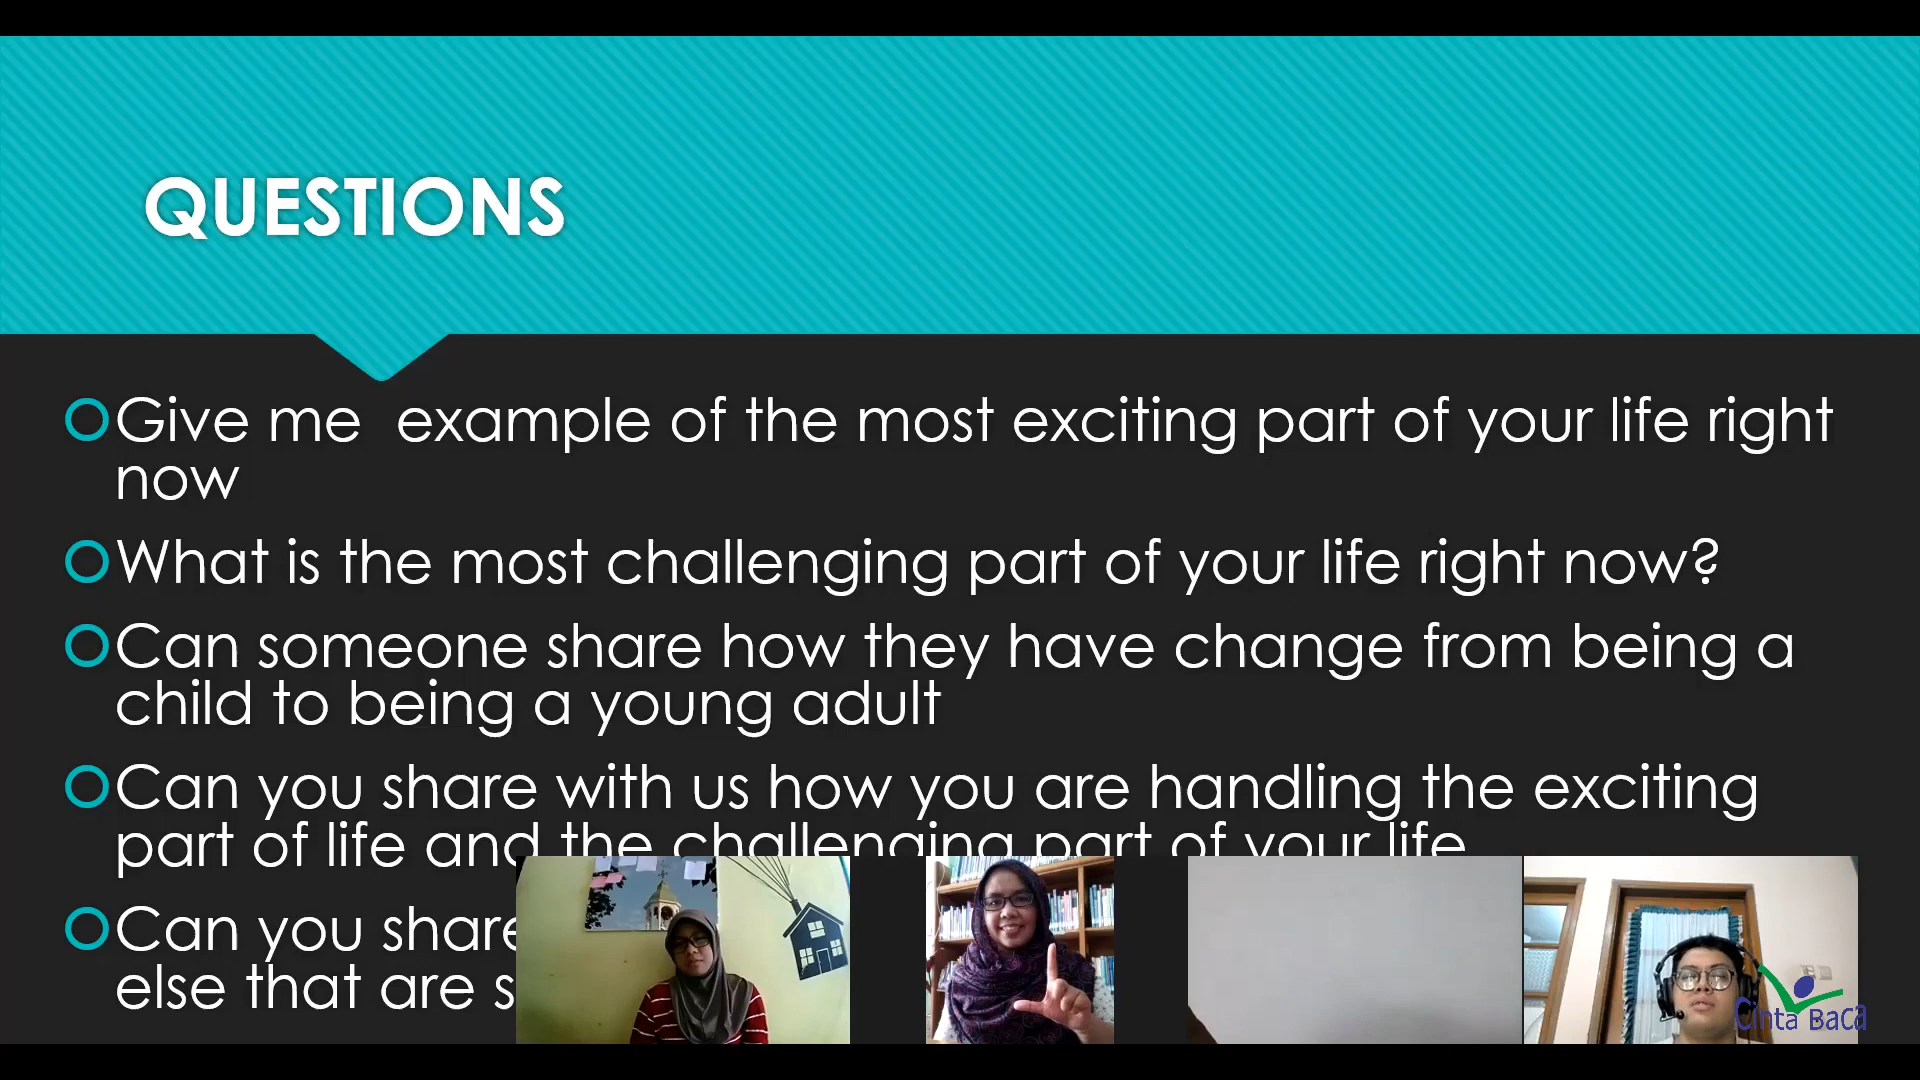 QUESTIONS
Give me example of the most exciting part of your life right
now
What is the most challenging part of your life right now?
Can someone share how they have change from being a
child to being a young adult
Can you share with us how you are handling the exciting
part of life and the challenging part of your life
Can you share
else that are
Cinta Baca